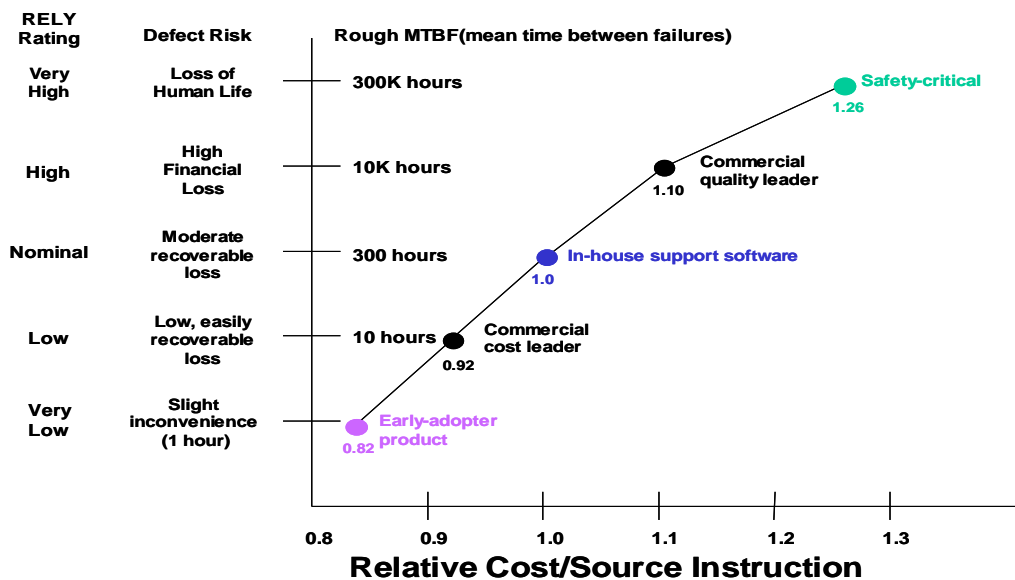 RELY
Rating
Defect Risk
Rough MTBF(mean time between failures)
Very
High
Loss of
Human Life
300K hours
Safety-critical
1.26
High
High
Financial
Loss
10K hours
Commercial
quality leader
1.10
Nominal
Moderate
recoverable
loss
300 hours
In-house support software
1.0
Low
Low, easily
recoverable
loss
10 hours
Commercial
cost leader
0.92
Very
Low
Slight
inconvenience
(1 hour)
Early-adopter
product
0.82
0.8 0.9 1.0 1.1 1.2 1.3
Relative Cost/Source Instruction